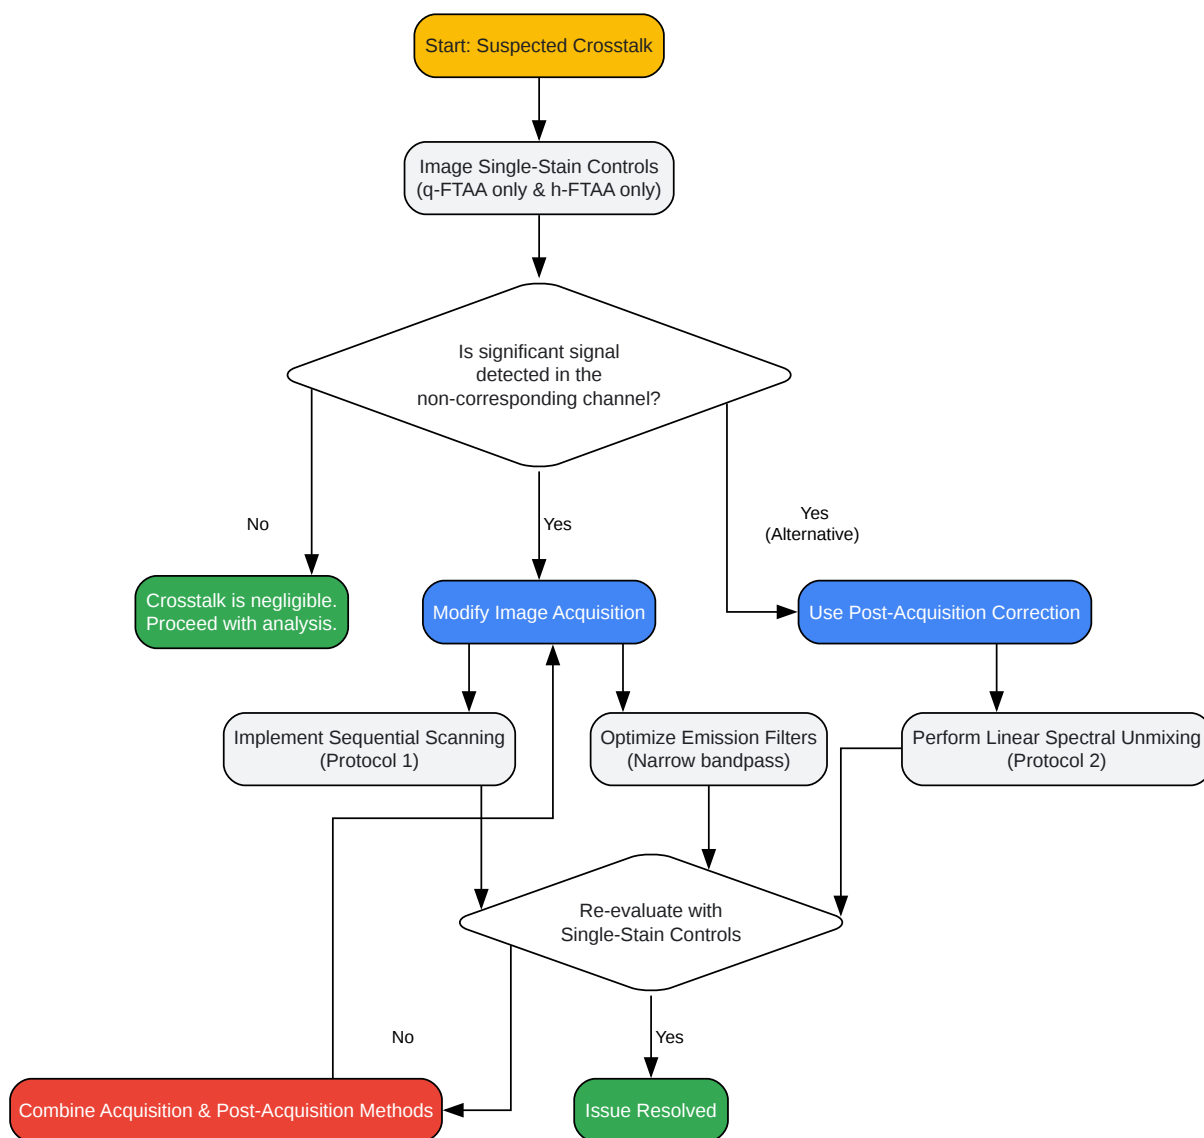 Start: Suspected Crosstalk
Image Single-Stain Controls
(q-FTAA only & h-FTAA only)
Is significant signal
detected in the
non-corresponding channel?
No
Yes
Yes
(Alternative)
Crosstalk is negligible.
Proceed with analysis.
Modify Image Acquisition
Use Post-Acquisition Correction
Implement Sequential Scanning
(Protocol 1)
Optimize Emission Filters
(Narrow bandpass)
Perform Linear Spectral Unmixing
(Protocol 2)
Re-evaluate with
Single-Stain Controls
No
Yes
Combine Acquisition & Post-Acquisition Methods
Issue Resolved